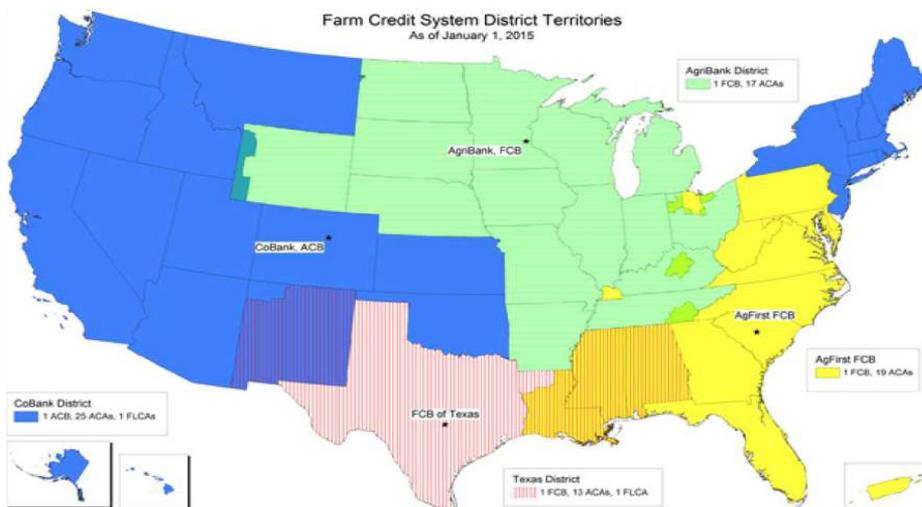 Farm Credit System District Territories
As of January 1, 2015
AgriBank District
1 FCB, 17 ACAs
AgriBank, FCB
CoBank, ACB
AgFirst FCB
AgFirst FCB
1 FCB, 19 ACAs
CoBank District
1 ACB, 25 ACAs, 1 FLCAs
FCB of Texas
Texas District
1 FCB, 13 ACAs, 1 FLCA